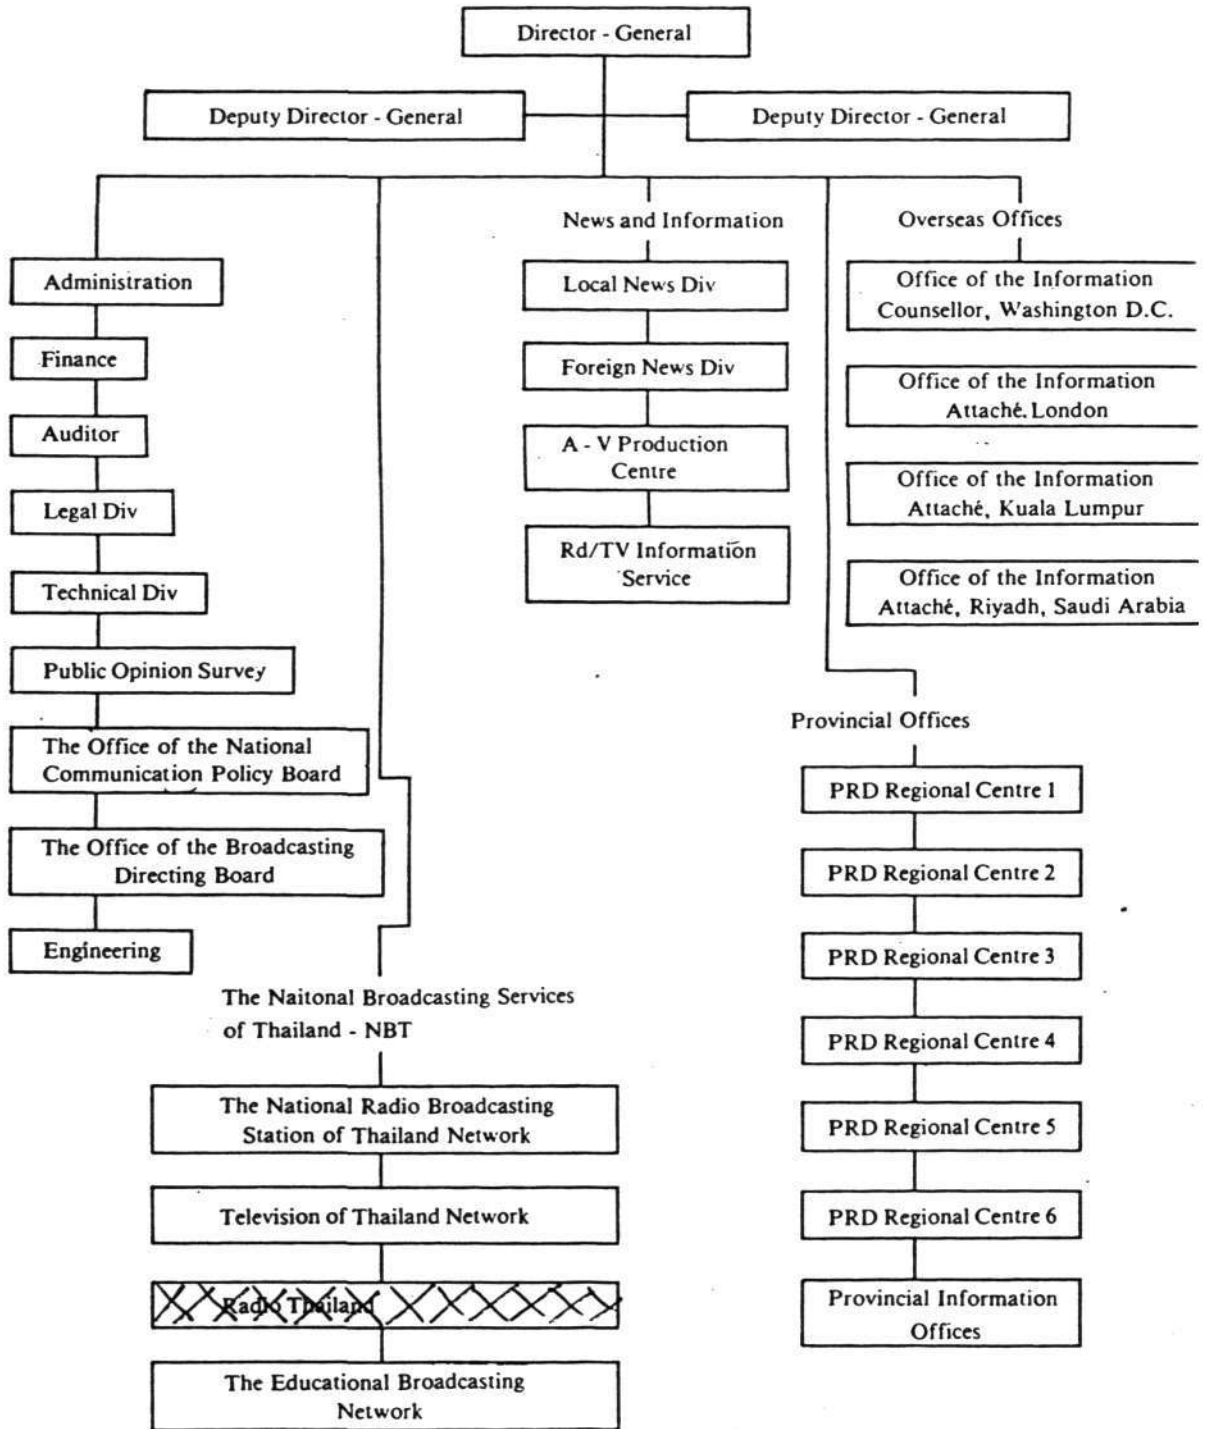 Director - General
Deputy Director - General
Deputy Director - General
News and Information
Overseas Offices
Administration
Finance
Auditor
Legal Div
Technical Div
Public Opinion Survey
The Office of the National
Communication Policy Board
The Office of the Broadcasting
Directing Board
Engineering
Local News Div
Foreign News Div
A - V Production
Centre
Rd/TV Information
Service
Office of the Information
Counsellor, Washington D.C.
Office of the Information
Attaché, London
Office of the Information
Attaché, Kuala Lumpur
Office of the Information
Attaché, Riyadh, Saudi Arabia
Provincial Offices
PRD Regional Centre 1
PRD Regional Centre 2
PRD Regional Centre 3
PRD Regional Centre 4
PRD Regional Centre 5
PRD Regional Centre 6
Provincial Information
Offices
The Naitonal Broadcasting Services
of Thailand - NBT
The National Radio Broadcasting
Station of Thailand Network
Television of Thailand Network
Radio Thailand
The Educational Broadcasting
Network